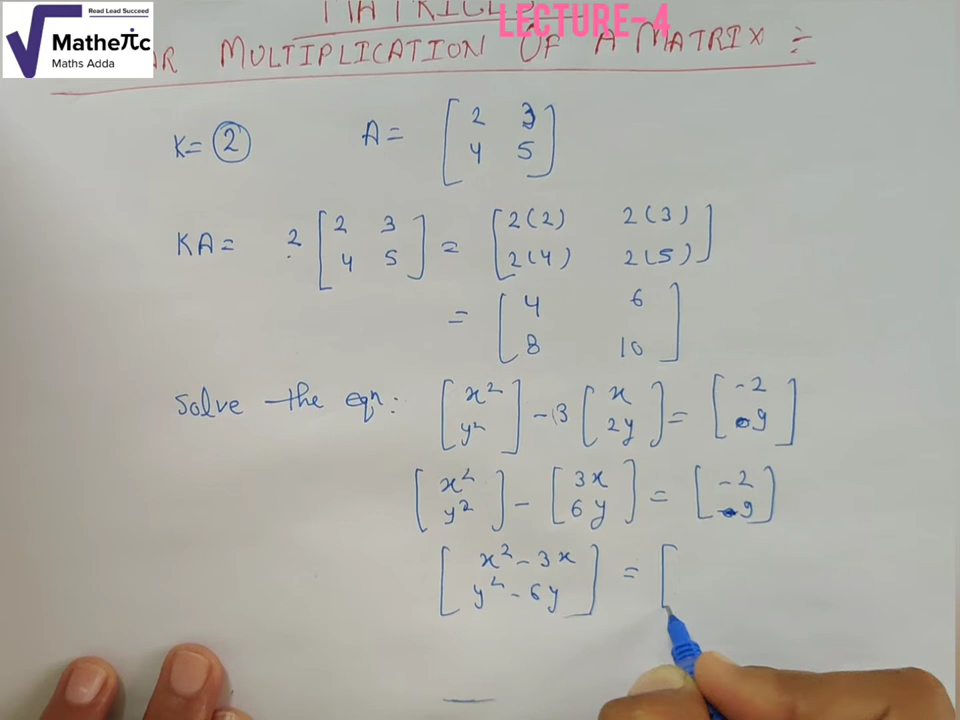 Read Lead Succeed
Matheπc
Maths Adda
MATRICES
LECTURE-4
AR MULTIPLICATION OF A MATRIX ÷
K= 2 A = [2 3
4 5]
KA = 2 [2 3
4 5] = [2(2) 2(3)
2(4) 2(5)]
= [4 6
8 10]
Solve the eqn: [x²
y²] - 3 [x
2y] = [-2
9]
[x²
y²] - [3x
6y] = [-2
9]
[x² - 3x
y² - 6y] = [